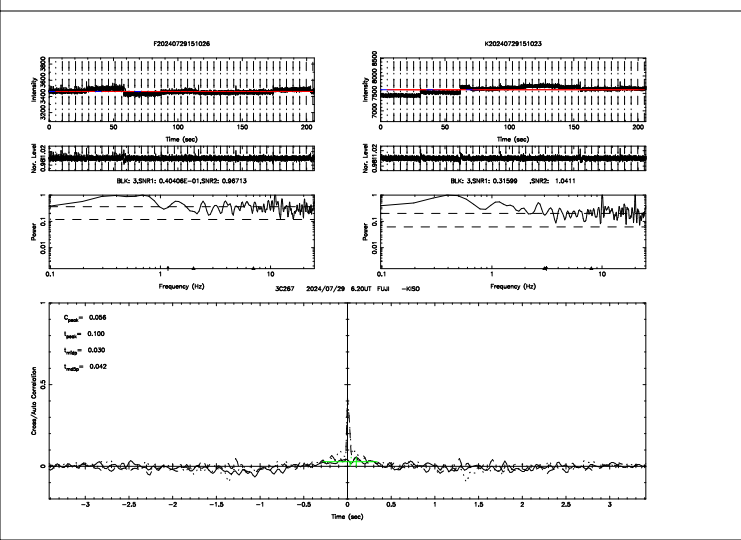 F20240729151026
K20240729151023
Intensity
3200 3400 3600 3800
0 50 100 150 200
Time (sec)
Intensity
7000 7500 8000 8500
0 50 100 150 200
Time (sec)
Nor. Level
0.981.02
Nor. Level
0.981.02
BLK: 3,SNR1: 0.40406E-01,SNR2: 0.96713
BLK: 3,SNR1: 0.31599 ,SNR2: 1.0411
Power
0.01 0.1 1
0.1 1 10
Frequency (Hz)
Power
0.01 0.1 1
0.1 1 10
Frequency (Hz)
3C267 2024/07/29 6.20UT FUJI -KISO
Cpeak= 0.056
tpeak= 0.100
tmdp= 0.042
Cross/Auto Correlation
0 0.5 1
-3 -2.5 -2 -1.5 -1 -0.5 0 0.5 1 1.5 2 2.5 3
Time (sec)